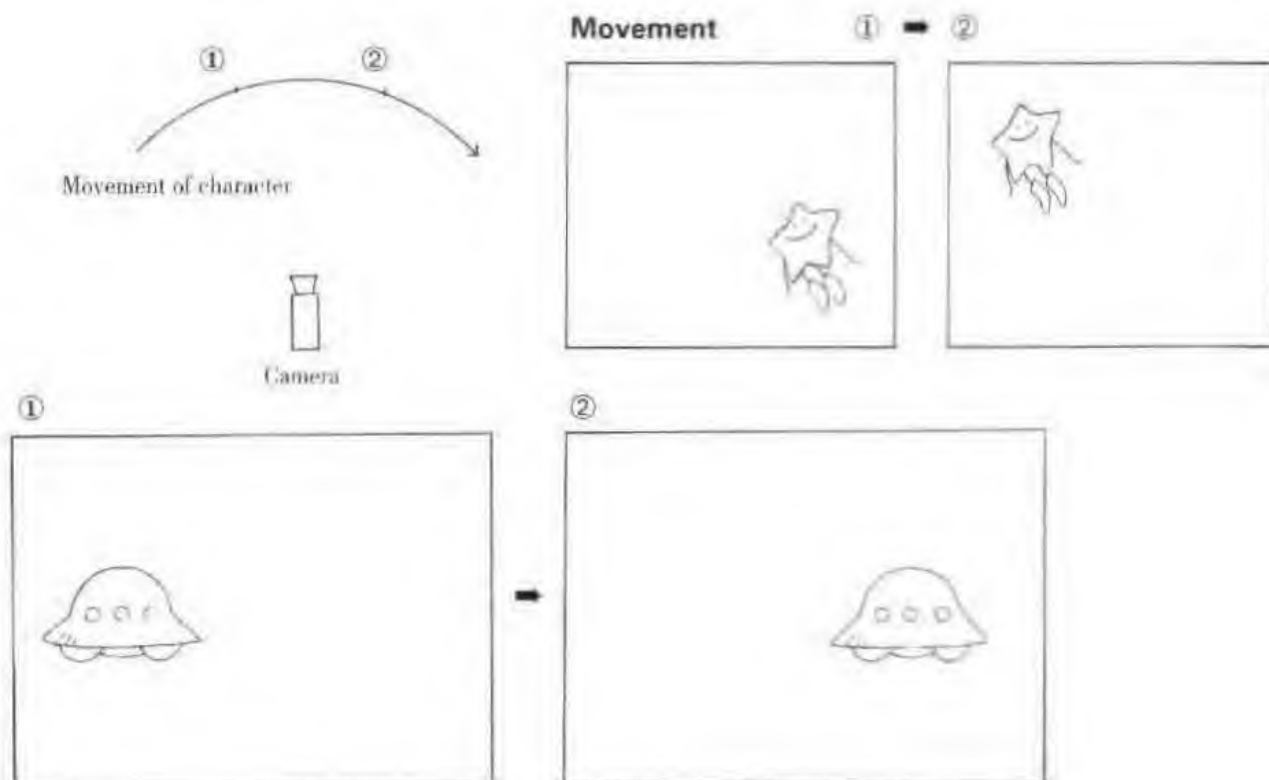 Movement ① ➡ ②
① ②
Movement of character
Camera
① ②
➡